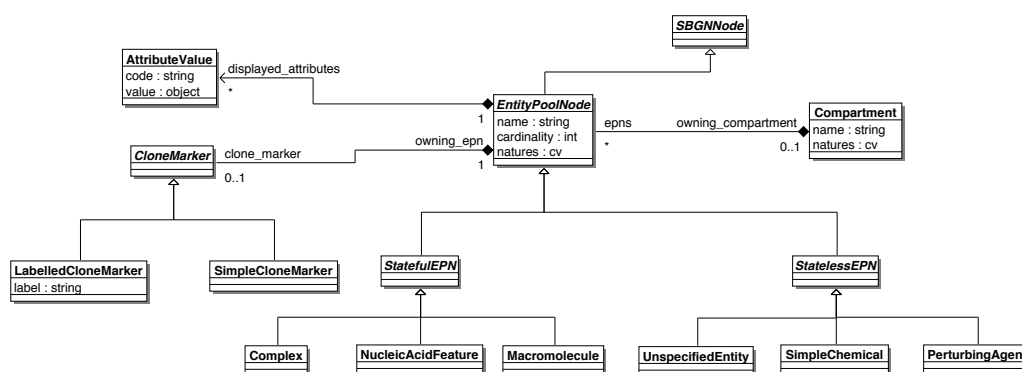 SBGNNode
AttributeValue
code : string
value : object
displayed_attributes
*
1
EntityPoolNode
name : string
cardinality : int
natures : cv
epns
*
owning_compartment
0..1
Compartment
name : string
natures : cv
CloneMarker
clone_marker
0..1
owning_epn
1
LabelledCloneMarker
label : string
SimpleCloneMarker
StatefulEPN
StatelessEPN
Complex
NucleicAcidFeature
Macromolecule
UnspecifiedEntity
SimpleChemical
PerturbingAgen